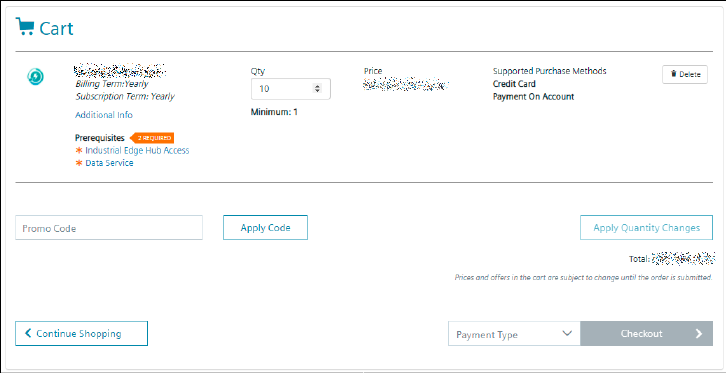 Cart
Qty
Price
Supported Purchase Methods
Delete
Billing Term:Yearly
10
Credit Card
Subscription Term: Yearly
Payment On Account
Additional Info
Minimum: 1
Prerequisites 2 REQUIRED
* Industrial Edge Hub Access
* Data Service
Promo Code
Apply Code
Apply Quantity Changes
Total:
Prices and offers in the cart are subject to change until the order is submitted.
Continue Shopping
Payment Type
Checkout